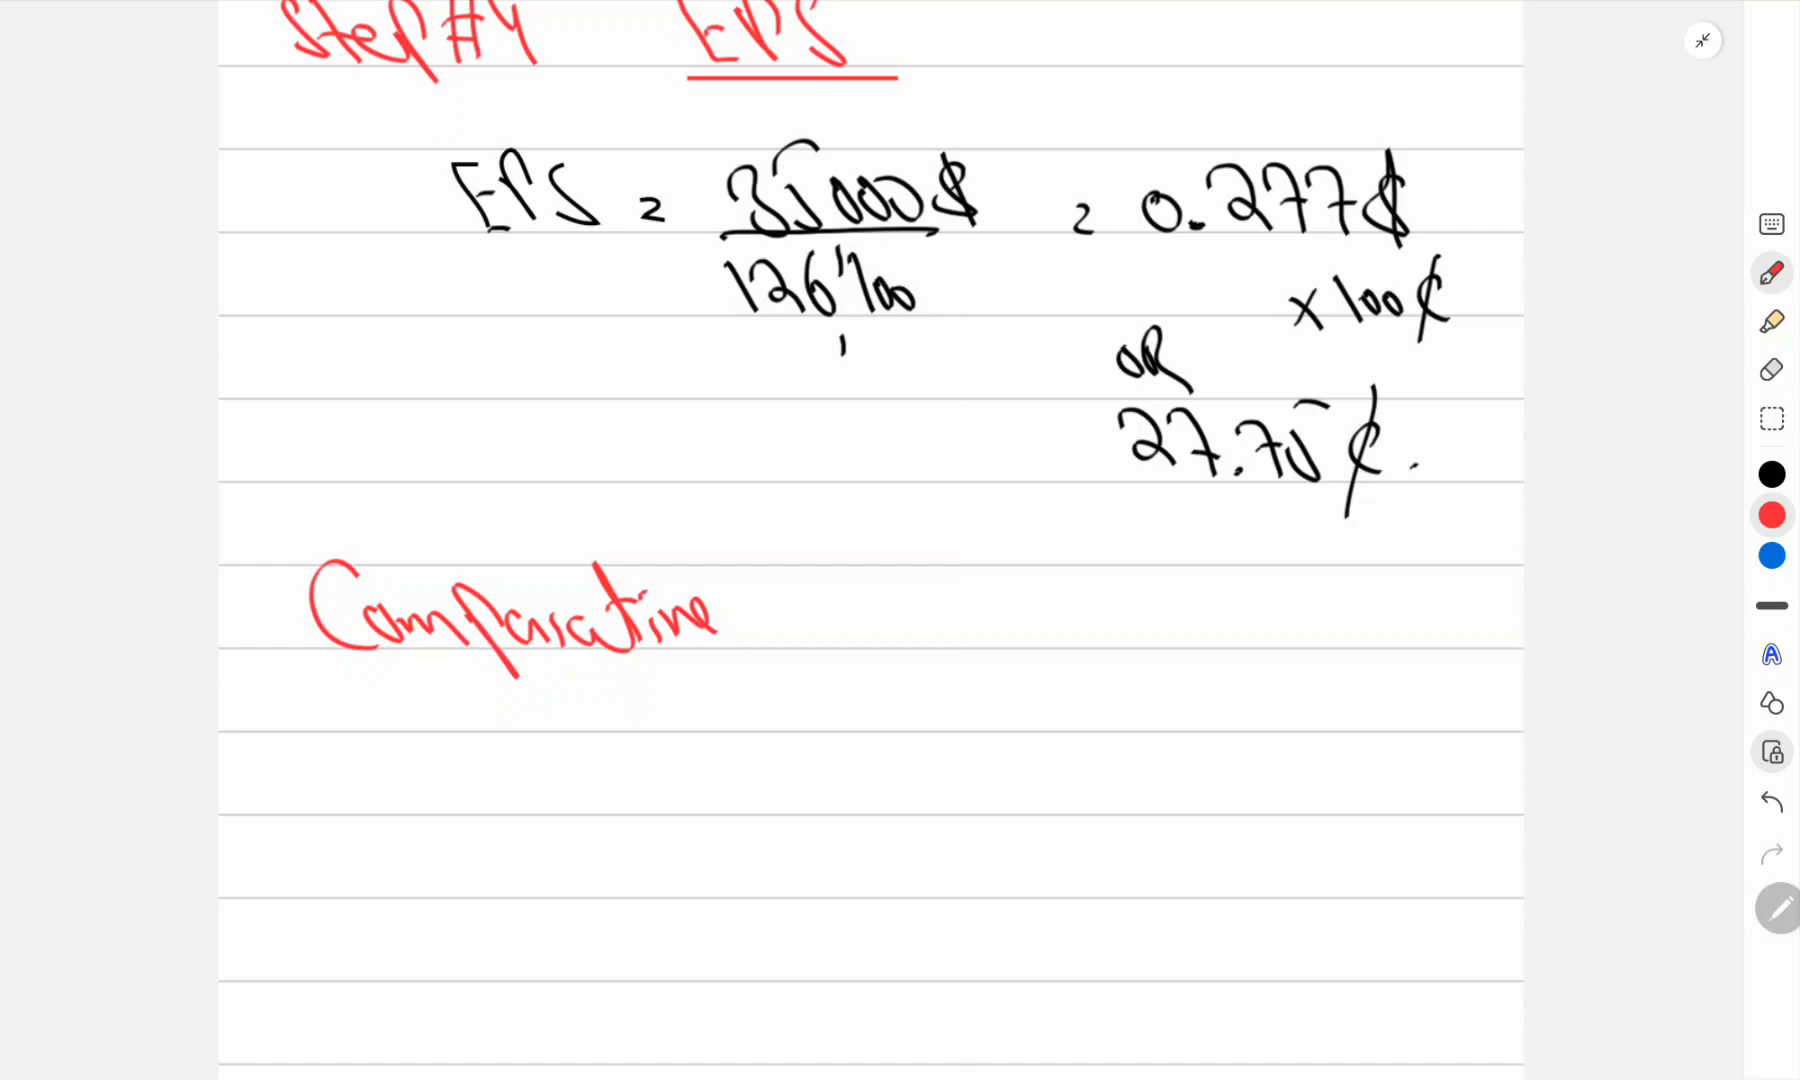 Step #4 EPS
EPS = 35000$ / 126'100 = 0.277$
x 100¢
OR
27.75¢.
Comparative